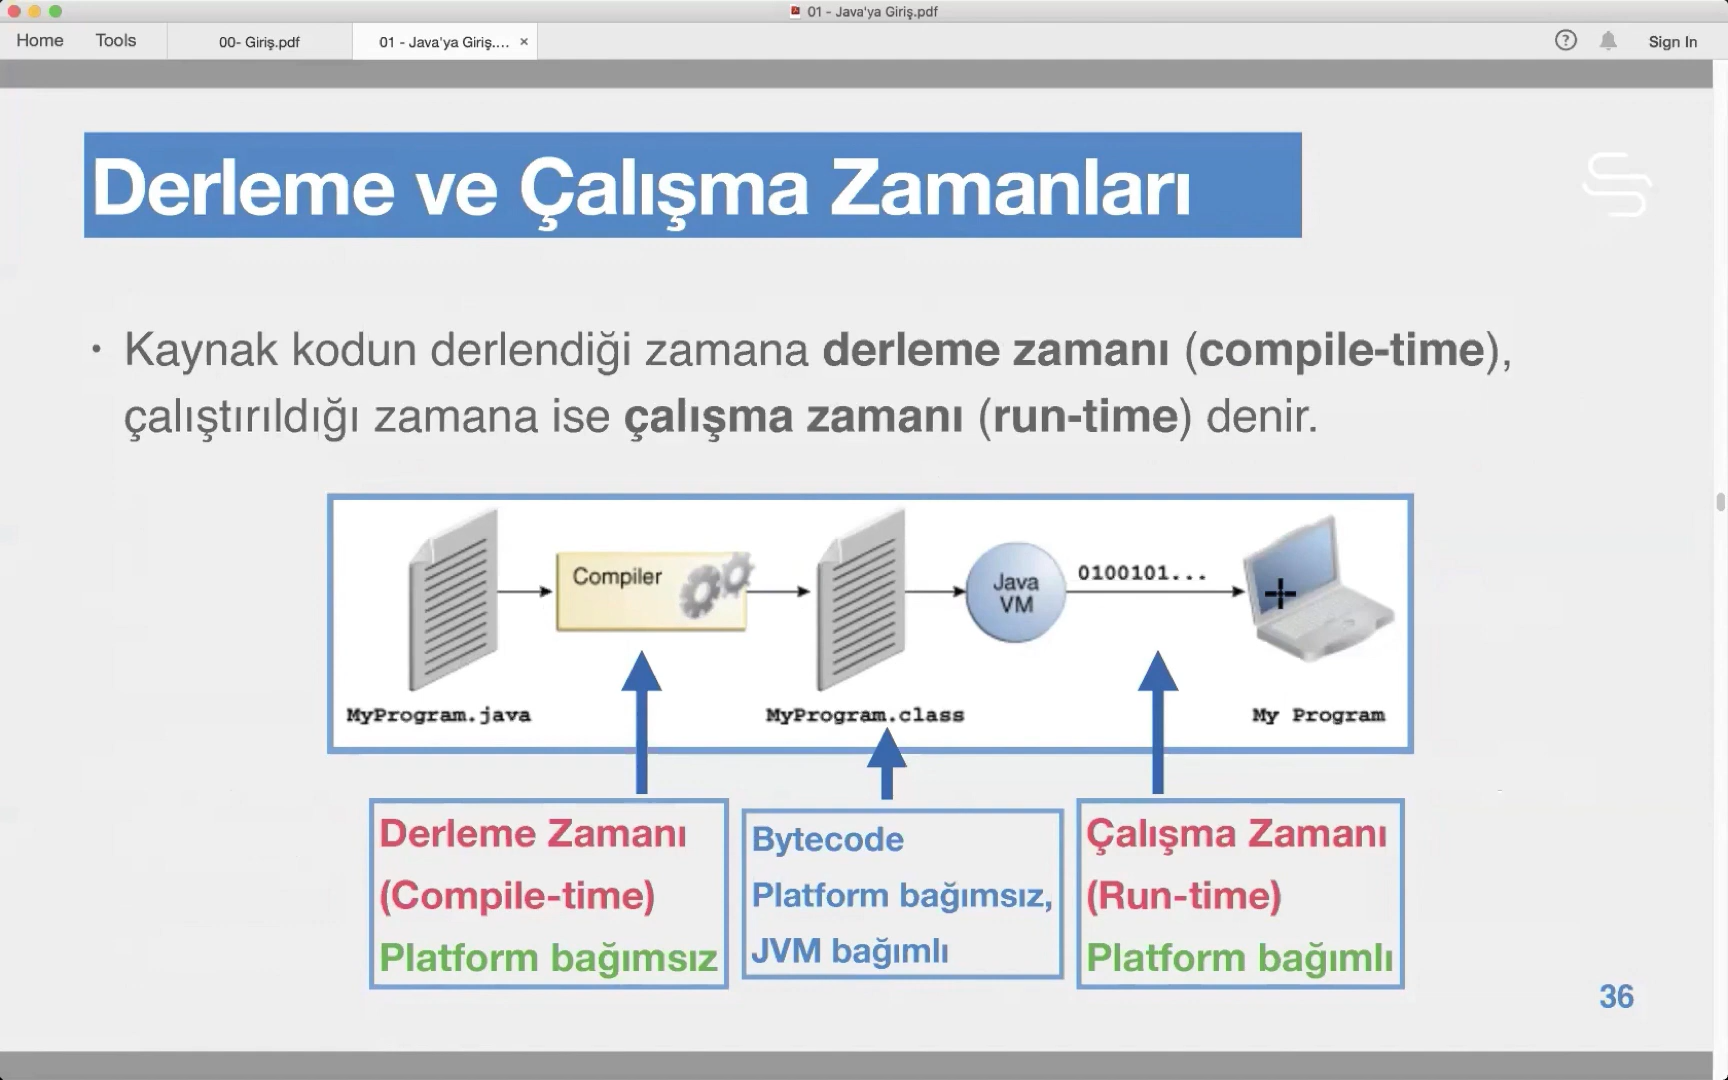 01 - Java'ya Giriş.pdf
Home Tools 00- Giriş.pdf 01 - Java'ya Giriş.... × ? Sign In
Derleme ve Çalışma Zamanları
• Kaynak kodun derlendiği zamana derleme zamanı (compile-time),
çalıştırıldığı zamana ise çalışma zamanı (run-time) denir.
Compiler
Java
VM
0100101...
MyProgram.java
MyProgram.class
My Program
Derleme Zamanı
(Compile-time)
Platform bağımsız
Bytecode
Platform bağımsız,
JVM bağımlı
Çalışma Zamanı
(Run-time)
Platform bağımlı
36